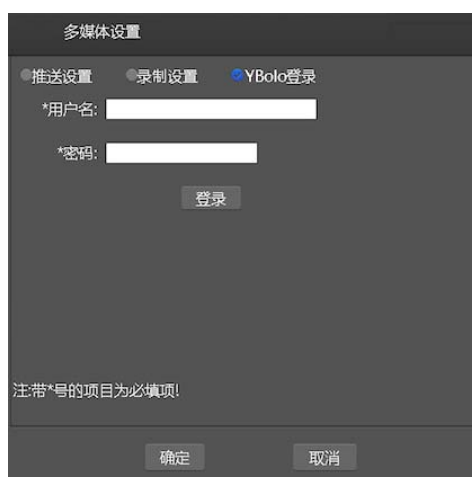 多媒体设置
推送设置 录制设置 YBolo登录
*用户名:
*密码:
登录
注:带*号的项目为必填项!
确定 取消